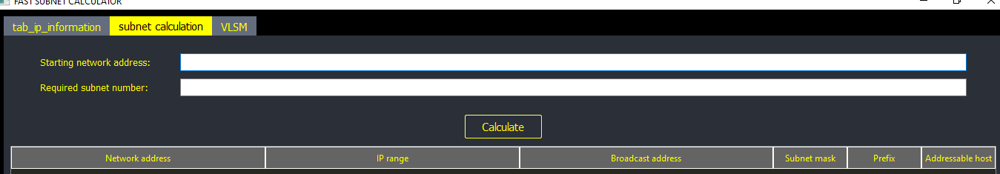 FAST SUBNET CALCULATOR
tab_ip_information subnet calculation VLSM
Starting network address:
Required subnet number:
Calculate
Network address IP range Broadcast address Subnet mask Prefix Addressable host